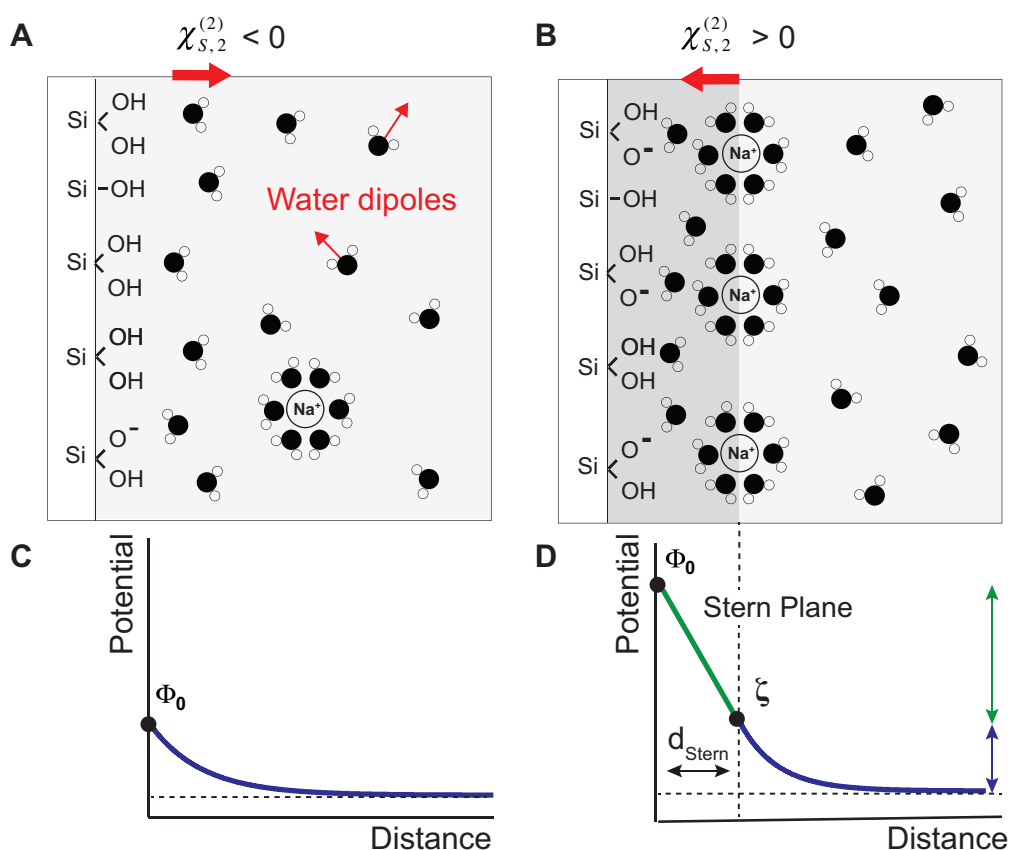 A
χ(2)S,2 < 0
OH
Si
OH
Si –OH
OH
Si
OH
OH
Si
OH
O-
Si
OH
Water dipoles
Na+
B
χ(2)S,2 > 0
OH
Si
O-
Si –OH
OH
Si
O-
OH
Si
OH
O-
Si
OH
Na+
Na+
Na+
C
Potential
Φ0
Distance
D
Potential
Φ0
Stern Plane
ζ
dStern
Distance